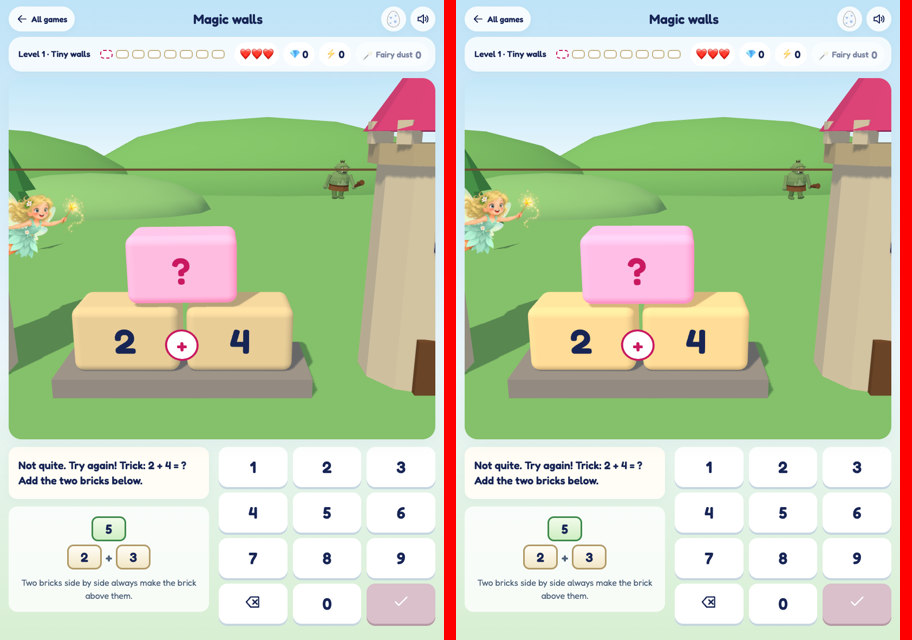 All games
Magic walls
Level 1 · Tiny walls
0
0
Fairy dust 0
?
2 + 4
Not quite. Try again! Trick: 2 + 4 = ?
Add the two bricks below.
5
2 + 3
Two bricks side by side always make the brick
above them.
1 2 3
4 5 6
7 8 9
0
All games
Magic walls
Level 1 · Tiny walls
0
0
Fairy dust 0
?
2 + 4
Not quite. Try again! Trick: 2 + 4 = ?
Add the two bricks below.
5
2 + 3
Two bricks side by side always make the brick
above them.
1 2 3
4 5 6
7 8 9
0